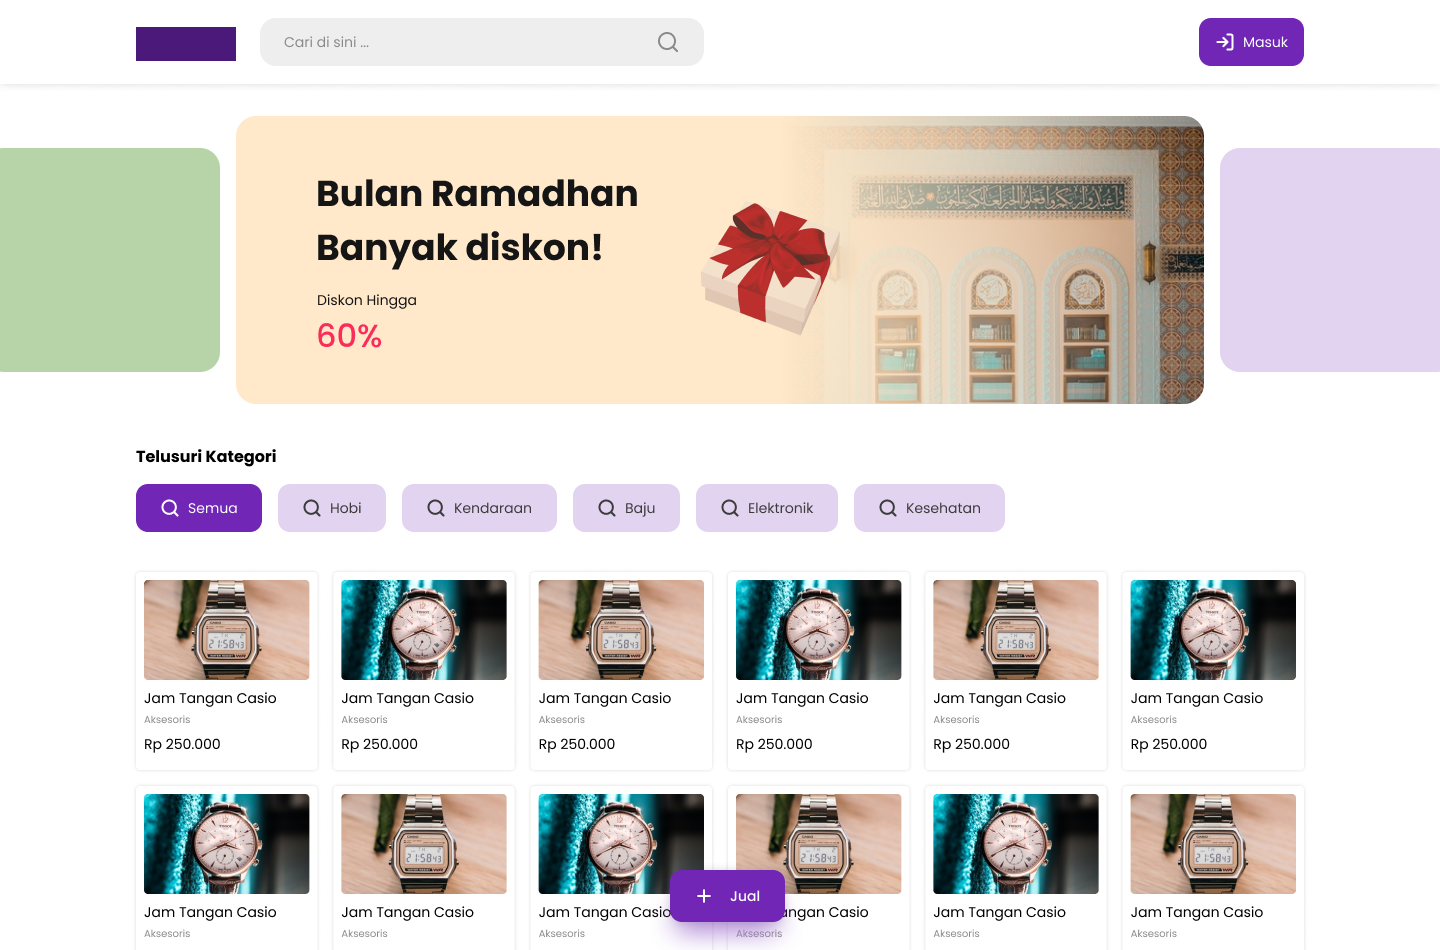 Cari di sini ...
Masuk
Bulan Ramadhan
Banyak diskon!
Diskon Hingga
60%
Telusuri Kategori
Semua
Hobi
Kendaraan
Baju
Elektronik
Kesehatan
Jam Tangan Casio
Aksesoris
Rp 250.000
Jam Tangan Casio
Aksesoris
Rp 250.000
Jam Tangan Casio
Aksesoris
Rp 250.000
Jam Tangan Casio
Aksesoris
Rp 250.000
Jam Tangan Casio
Aksesoris
Rp 250.000
Jam Tangan Casio
Aksesoris
Rp 250.000
Jam Tangan Casio
Aksesoris
Jam Tangan Casio
Aksesoris
Jam Tangan Casio
Aksesoris
Jual
angan Casio
Aksesoris
Jam Tangan Casio
Aksesoris
Jam Tangan Casio
Aksesoris